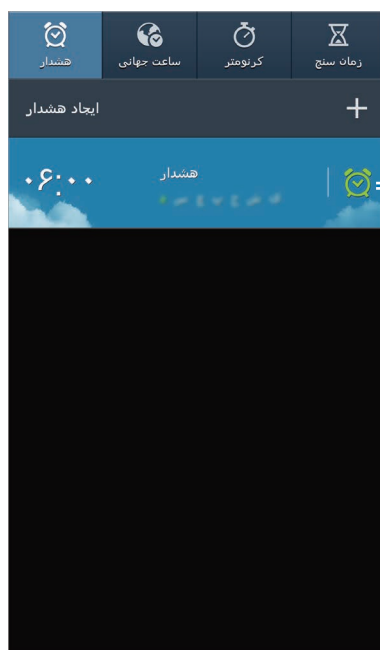 هشدار
ساعت جهانی
کرنومتر
زمان سنج
ایجاد هشدار
۰۶:۰۰
هشدار